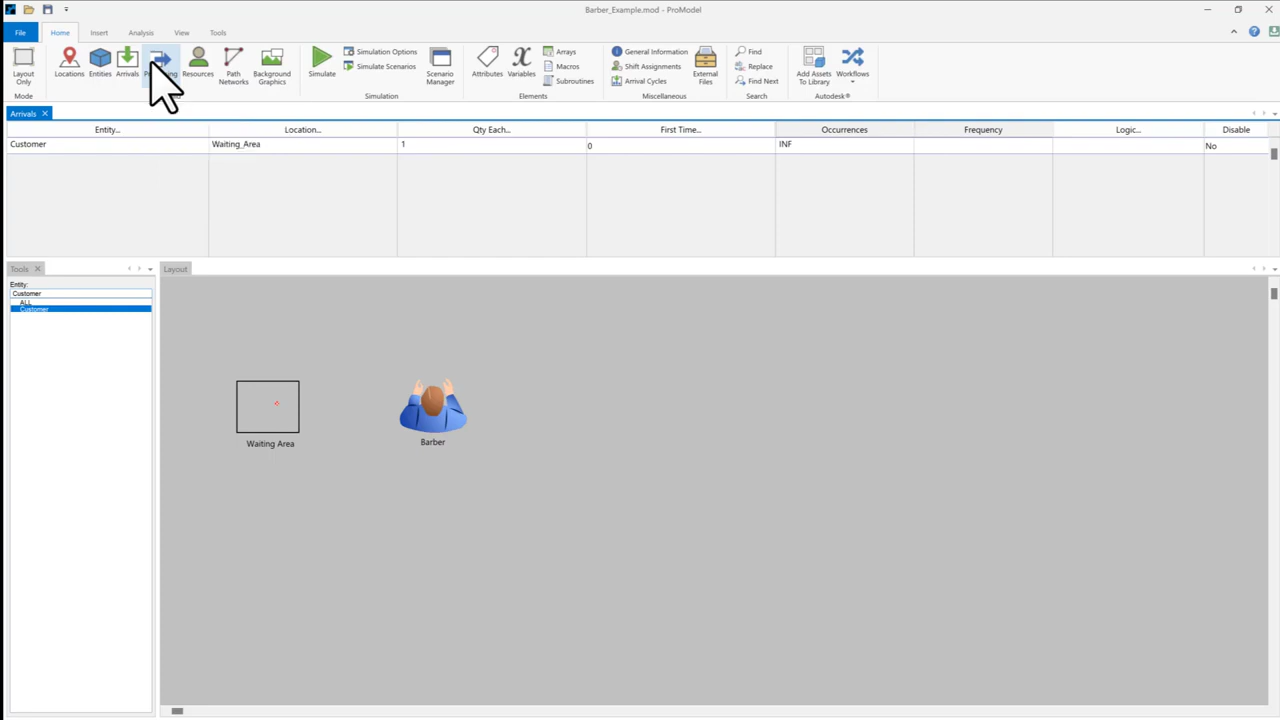 Barber_Example.mod - ProModel
File Home Insert Analysis View Tools
Layout Only
Locations
Entities
Arrivals
Resources
Path Networks
Background Graphics
Simulate
Simulation Options
Simulate Scenarios
Scenario Manager
Attributes
Variables
Arrays
Macros
Subroutines
General Information
Shift Assignments
Arrival Cycles
External Files
Find
Replace
Find Next
Add Assets To Library
Workflows
Mode Simulation Elements Miscellaneous Search Autodesk®
Arrivals
Entity... Location... Qty Each... First Time... Occurrences Frequency Logic... Disable
Customer Waiting_Area 1 0 INF No
Tools
Layout
Entity:
Customer
ALL
Customer
Waiting Area
Barber